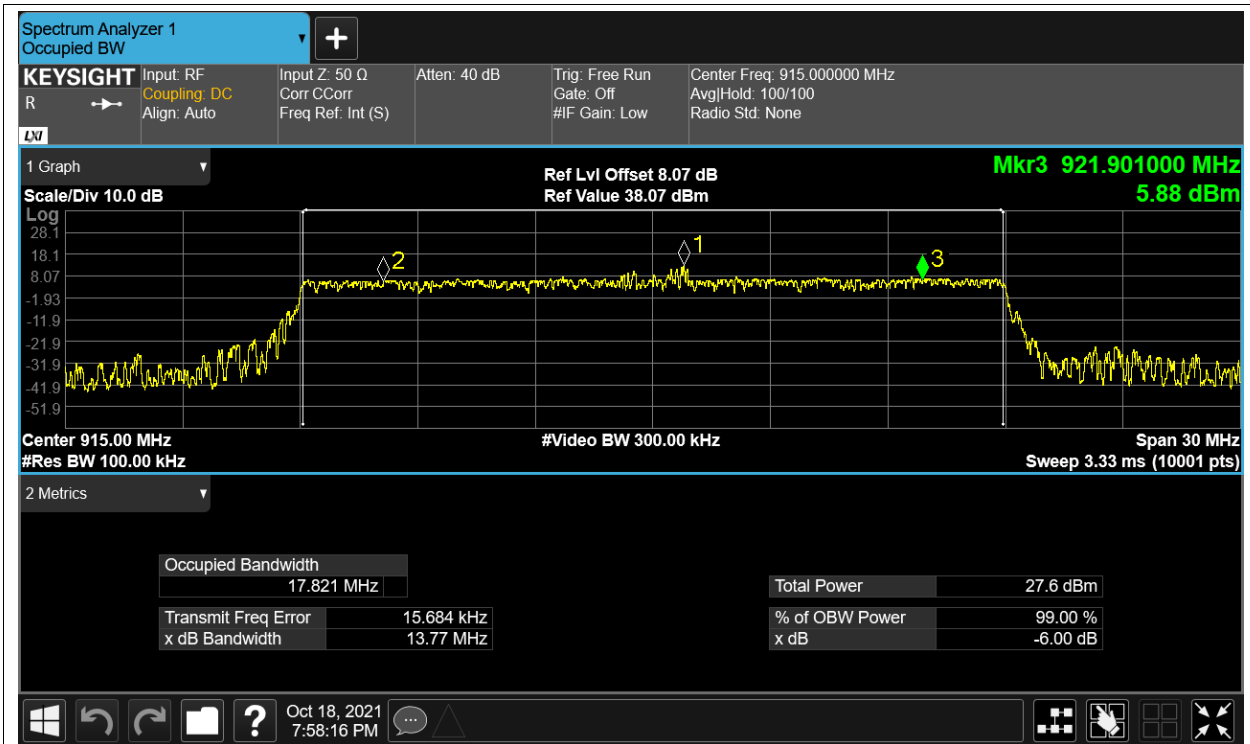 Spectrum Analyzer 1
Occupied BW
KEYSIGHT
R
LXI
Input: RF
Coupling: DC
Align: Auto
Input Z: 50 Ω
Corr CCorr
Freq Ref: Int (S)
Atten: 40 dB
Trig: Free Run
Gate: Off
#IF Gain: Low
Center Freq: 915.000000 MHz
Avg|Hold: 100/100
Radio Std: None
1 Graph
Scale/Div 10.0 dB
Ref Lvl Offset 8.07 dB
Ref Value 38.07 dBm
Mkr3 921.901000 MHz
5.88 dBm
Log
28.1
18.1
8.07
-1.93
-11.9
-21.9
-31.9
-41.9
-51.9
2
1
3
Center 915.00 MHz
#Video BW 300.00 kHz
Span 30 MHz
#Res BW 100.00 kHz
Sweep 3.33 ms (10001 pts)
2 Metrics
Occupied Bandwidth
17.821 MHz
Total Power 27.6 dBm
Transmit Freq Error 15.684 kHz
% of OBW Power 99.00 %
x dB Bandwidth 13.77 MHz
x dB -6.00 dB
?
Oct 18, 2021
7:58:16 PM